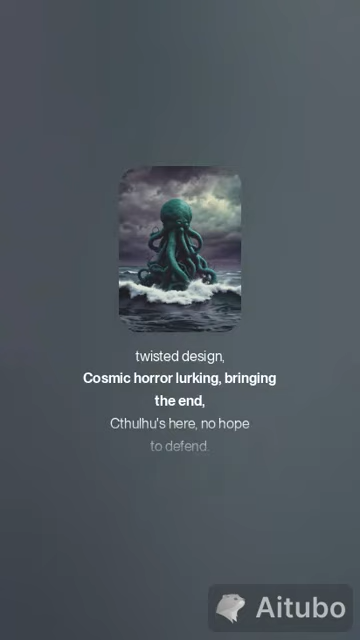 twisted design,
Cosmic horror lurking, bringing
the end,
Cthulhu's here, no hope
to defend.
Aitubo